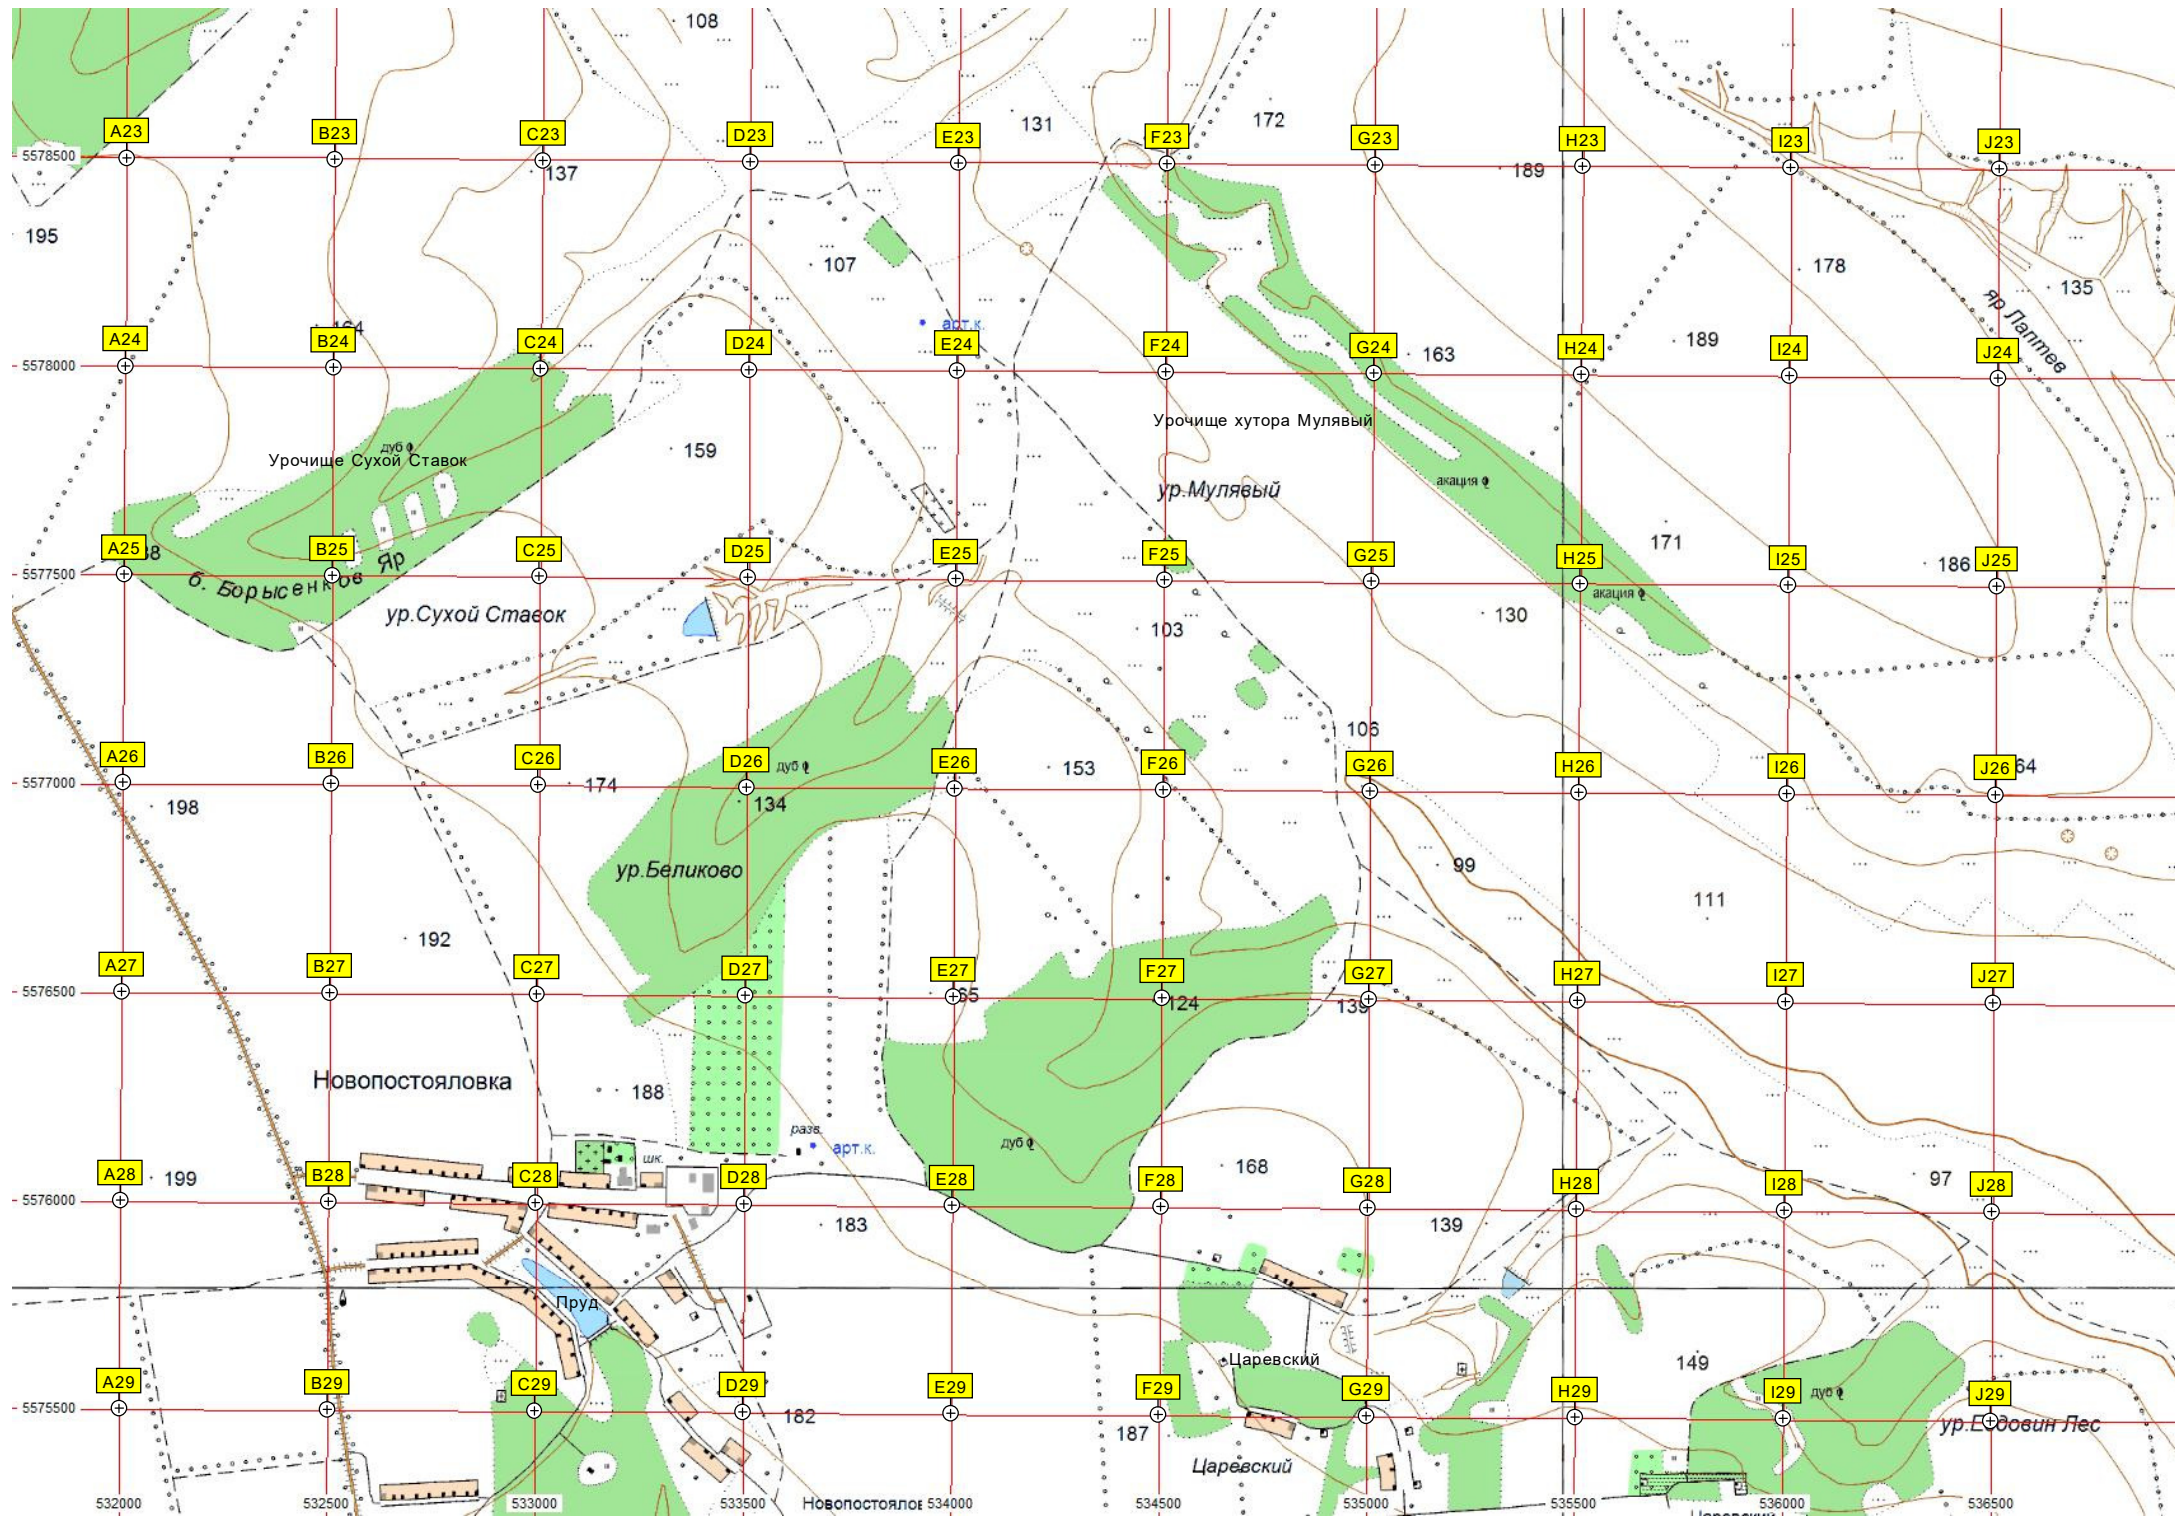 108
131
172
A23
B23
C23
D23
E23
F23
G23
H23
I23
J23
5578500
137
189
195
107
178
135
яр Лаптев
164
арт.к.
A24
B24
C24
D24
E24
F24
G24
H24
I24
J24
5578000
163
189
Урочище хутора Мулявый
дуб
Урочище Сухой Ставок
159
акация
ур.Мулявый
171
A25
B25
C25
D25
E25
F25
G25
H25
I25
J25
5577500
186
б. Борысенков Яр
акация
ур.Сухой Ставок
103
130
106
A26
B26
C26
D26
E26
F26
G26
H26
I26
J26
5577000
дуб
153
174
134
198
ур.Беликово
99
111
192
A27
B27
C27
D27
E27
F27
G27
H27
I27
J27
5576500
124
139
Новопостояловка
188
разв.
арт.к.
дуб
шк.
168
A28
B28
C28
D28
E28
F28
G28
H28
I28
J28
199
97
5576000
183
139
Пруд
Царевский
149
A29
B29
C29
D29
E29
F29
G29
H29
I29
J29
дуб
5575500
182
187
ур.Егдовин Лес
Царевский
532000
532500
533000
533500
Новопостоялов
534000
534500
535000
535500
536000
536500